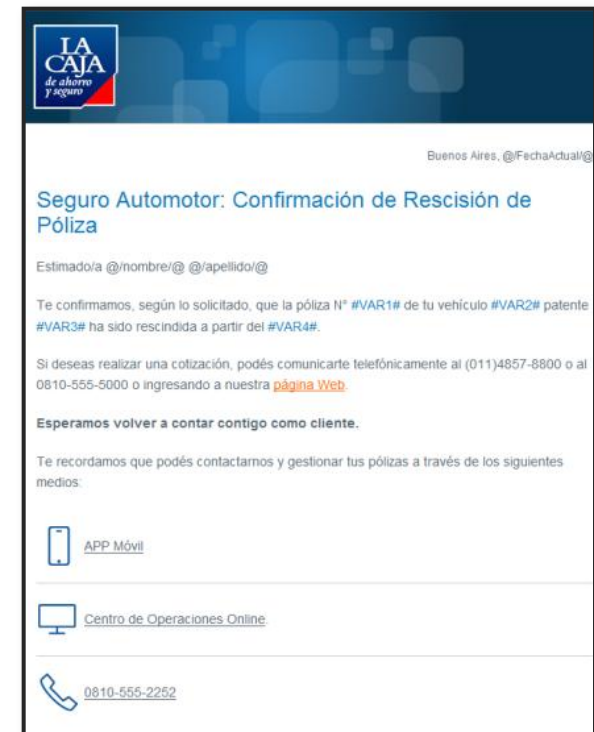 LA
CAJA
de ahorro
y seguro
Buenos Aires, @/FechaActual/@
Seguro Automotor: Confirmación de Rescisión de
Póliza
Estimado/a @/nombre/@ @/apellido/@
Te confirmamos, según lo solicitado, que la póliza N° #VAR1# de tu vehículo #VAR2# patente
#VAR3# ha sido rescindida a partir del #VAR4#.
Si deseas realizar una cotización, podés comunicarte telefónicamente al (011)4857-8800 o al
0810-555-5000 o ingresando a nuestra página Web.
Esperamos volver a contar contigo como cliente.
Te recordamos que podés contactarnos y gestionar tus pólizas a través de los siguientes
medios:
APP Móvil
Centro de Operaciones Online.
0810-555-2252